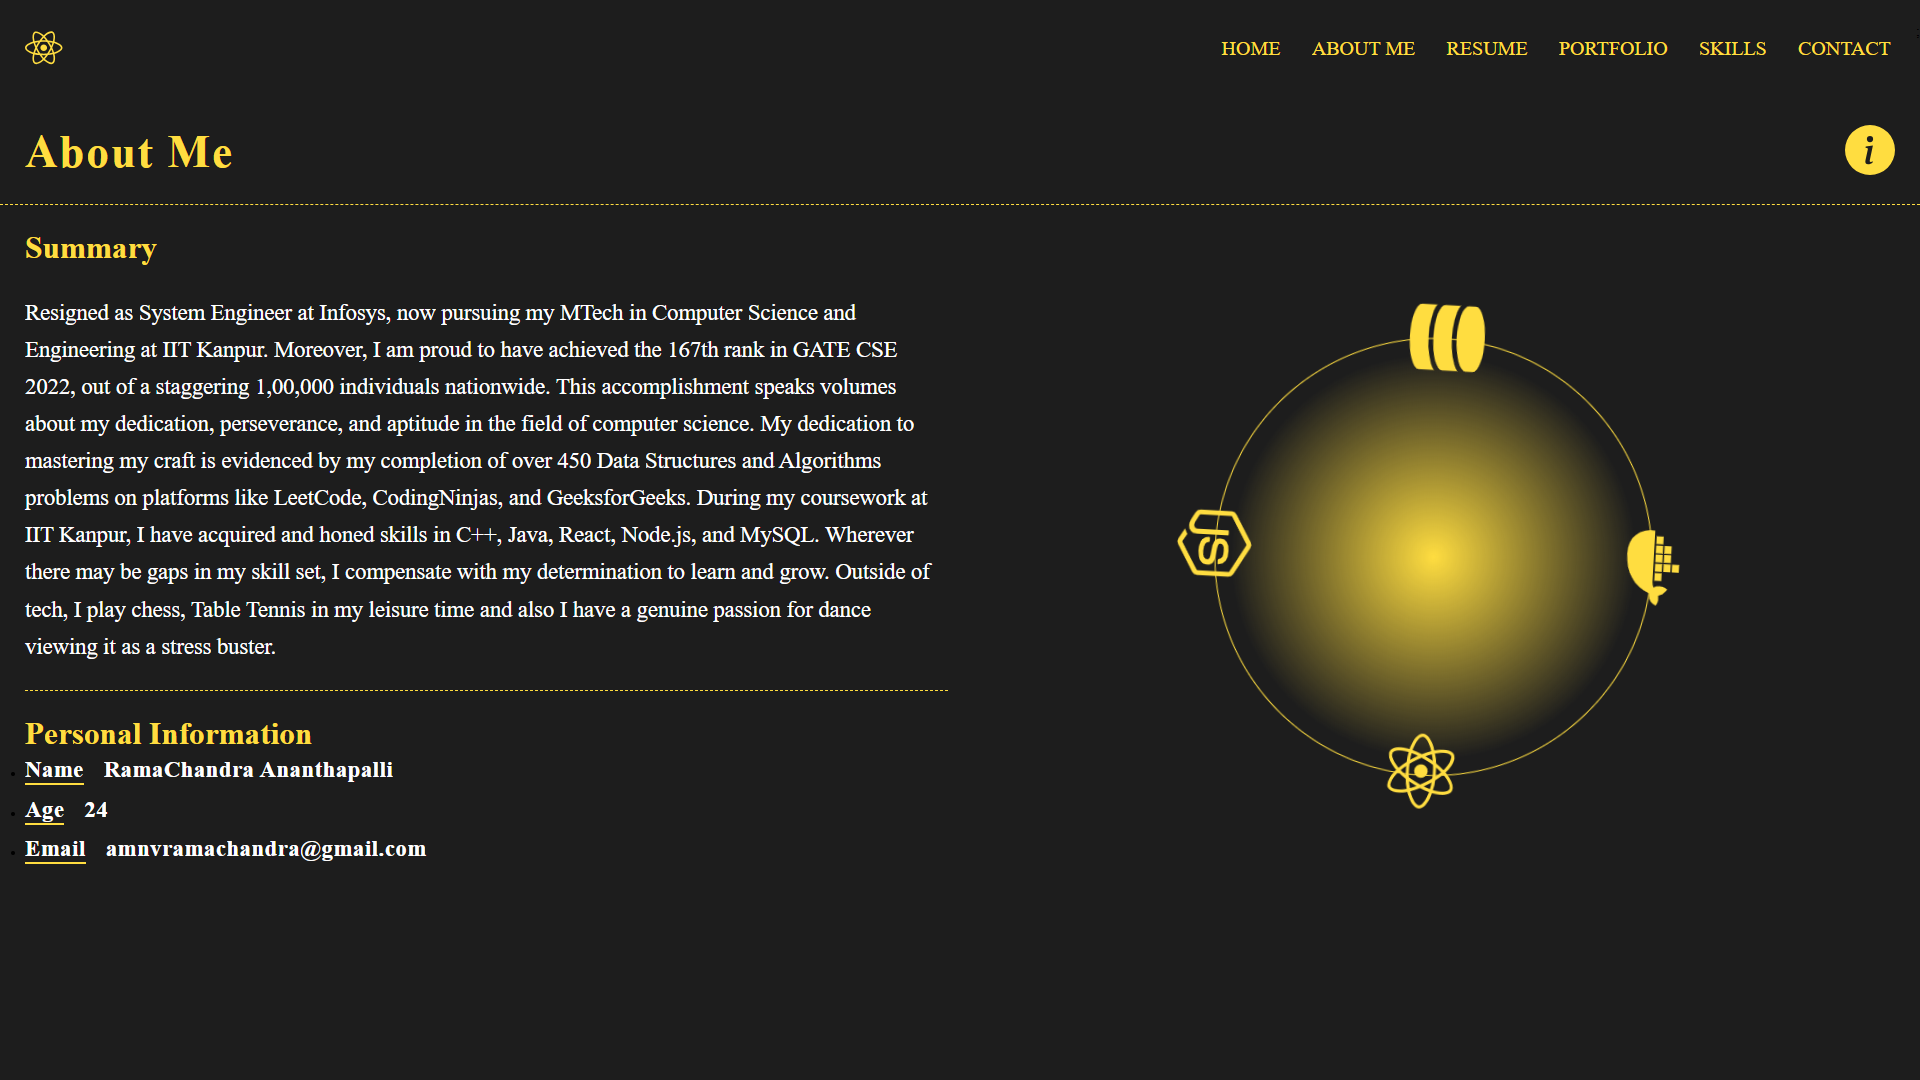 HOME ABOUT ME RESUME PORTFOLIO SKILLS CONTACT
About Me
i
Summary
Resigned as System Engineer at Infosys, now pursuing my MTech in Computer Science and
Engineering at IIT Kanpur. Moreover, I am proud to have achieved the 167th rank in GATE CSE
2022, out of a staggering 1,00,000 individuals nationwide. This accomplishment speaks volumes
about my dedication, perseverance, and aptitude in the field of computer science. My dedication to
mastering my craft is evidenced by my completion of over 450 Data Structures and Algorithms
problems on platforms like LeetCode, CodingNinjas, and GeeksforGeeks. During my coursework at
IIT Kanpur, I have acquired and honed skills in C++, Java, React, Node.js, and MySQL. Wherever
there may be gaps in my skill set, I compensate with my determination to learn and grow. Outside of
tech, I play chess, Table Tennis in my leisure time and also I have a genuine passion for dance
viewing it as a stress buster.
Personal Information
Name RamaChandra Ananthapalli
Age 24
Email amnvramachandra@gmail.com
JS